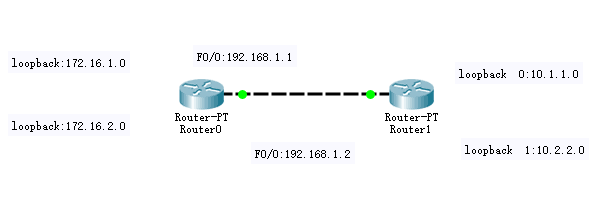 F0/0:192.168.1.1
loopback:172.16.1.0
loopback  0:10.1.1.0
Router-PT
Router0
Router-PT
Router1
loopback:172.16.2.0
F0/0:192.168.1.2
loopback  1:10.2.2.0